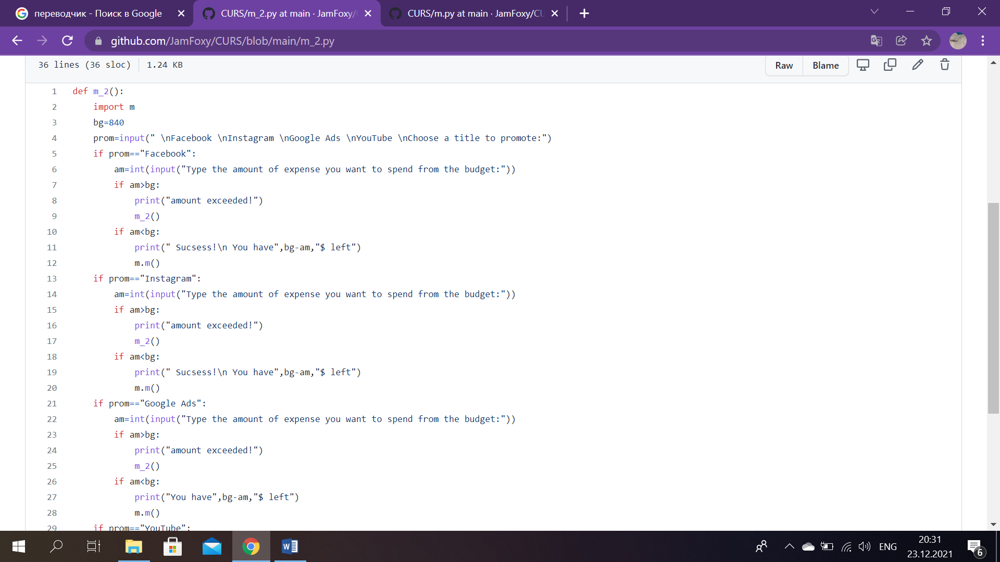 переводчик - Поиск в Google
CURS/m_2.py at main · JamFoxy/
CURS/m.py at main · JamFoxy/CU
github.com/JamFoxy/CURS/blob/main/m_2.py
36 lines (36 sloc) 1.24 KB
Raw Blame
1 def m_2():
2 import m
3 bg=840
4 prom=input(" \nFacebook \nInstagram \nGoogle Ads \nYouTube \nChoose a title to promote:")
5 if prom=="Facebook":
6 am=int(input("Type the amount of expense you want to spend from the budget:"))
7 if am>bg:
8 print("amount exceeded!")
9 m_2()
10 if am<bg:
11 print(" Sucsess!\n You have",bg-am,"$ left")
12 m.m()
13 if prom=="Instagram":
14 am=int(input("Type the amount of expense you want to spend from the budget:"))
15 if am>bg:
16 print("amount exceeded!")
17 m_2()
18 if am<bg:
19 print(" Sucsess!\n You have",bg-am,"$ left")
20 m.m()
21 if prom=="Google Ads":
22 am=int(input("Type the amount of expense you want to spend from the budget:"))
23 if am>bg:
24 print("amount exceeded!")
25 m_2()
26 if am<bg:
27 print("You have",bg-am,"$ left")
28 m.m()
29 if prom=="YouTube":
ENG
20:31
23.12.2021
6